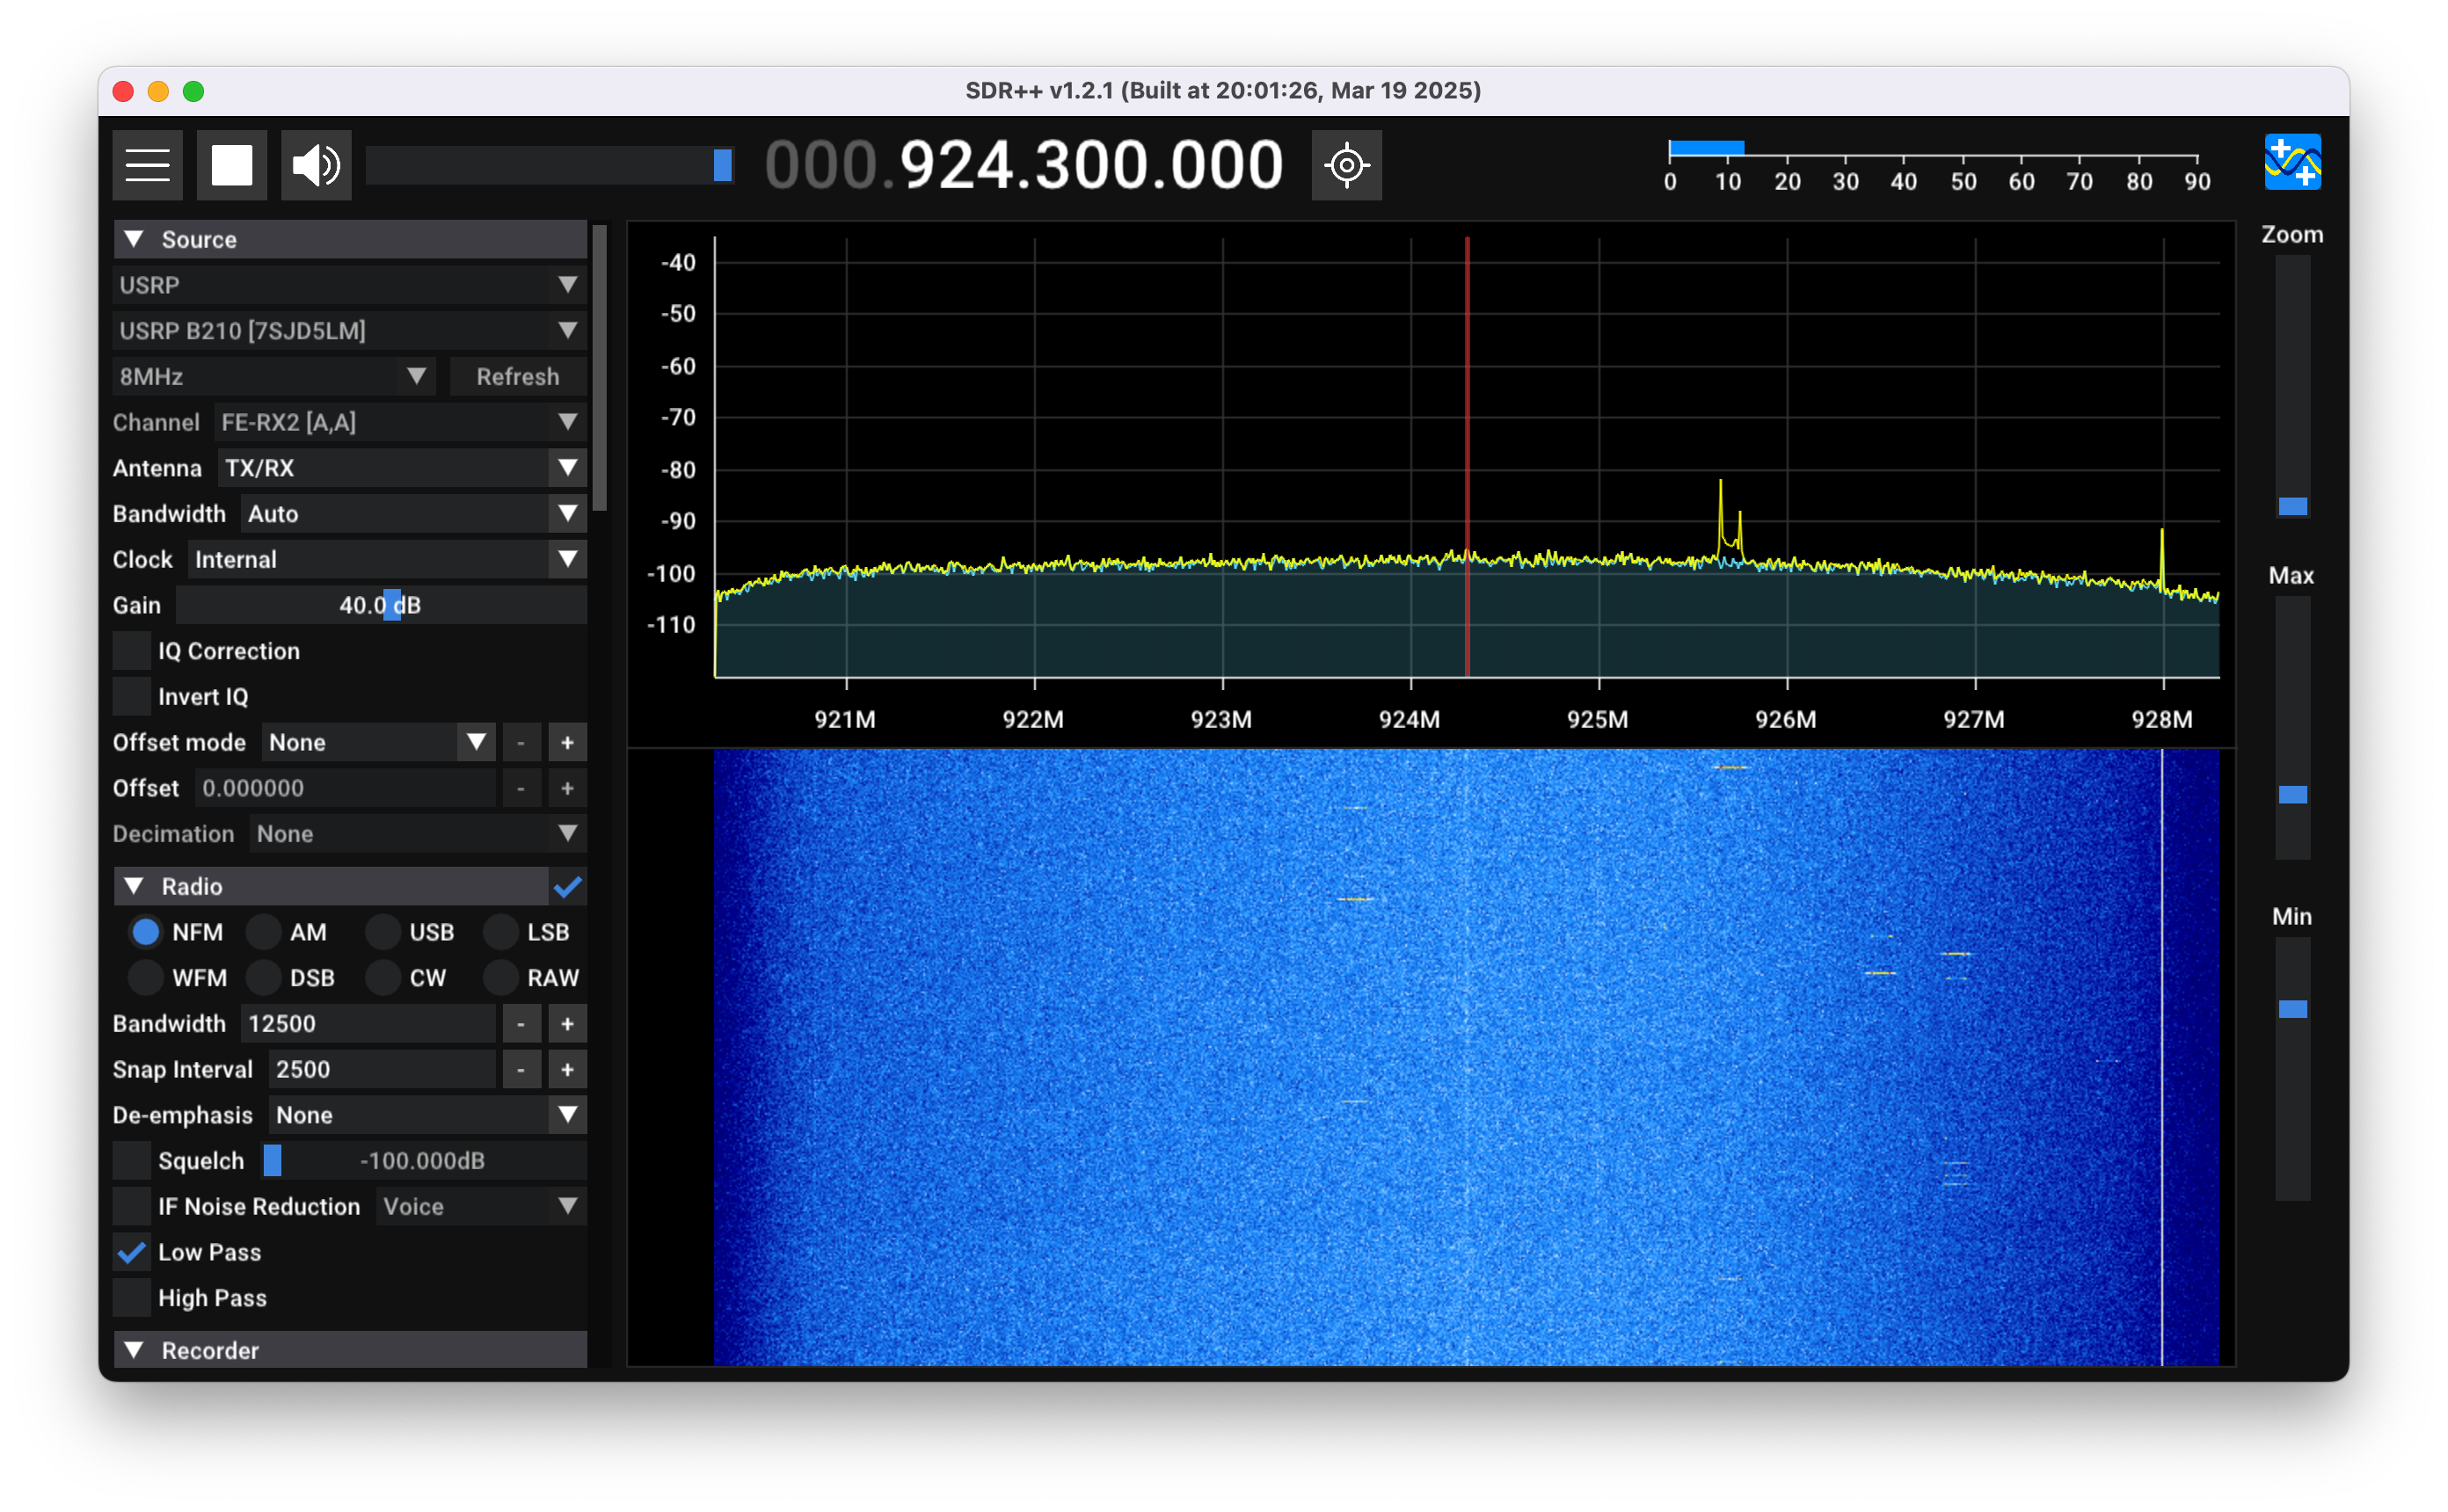 SDR++ v1.2.1 (Built at 20:01:26, Mar 19 2025)
000.924.300.000
0 10 20 30 40 50 60 70 80 90
Source
USRP
USRP B210 [7SJD5LM]
8MHz Refresh
Channel FE-RX2 [A,A]
Antenna TX/RX
Bandwidth Auto
Clock Internal
Gain 40.0 dB
IQ Correction
Invert IQ
Offset mode None - +
Offset 0.000000 - +
Decimation None
Radio
NFM AM USB LSB
WFM DSB CW RAW
Bandwidth 12500 - +
Snap Interval 2500 - +
De-emphasis None
Squelch -100.000dB
IF Noise Reduction Voice
Low Pass
High Pass
Recorder
-40
-50
-60
-70
-80
-90
-100
-110
921M 922M 923M 924M 925M 926M 927M 928M
Zoom
Max
Min